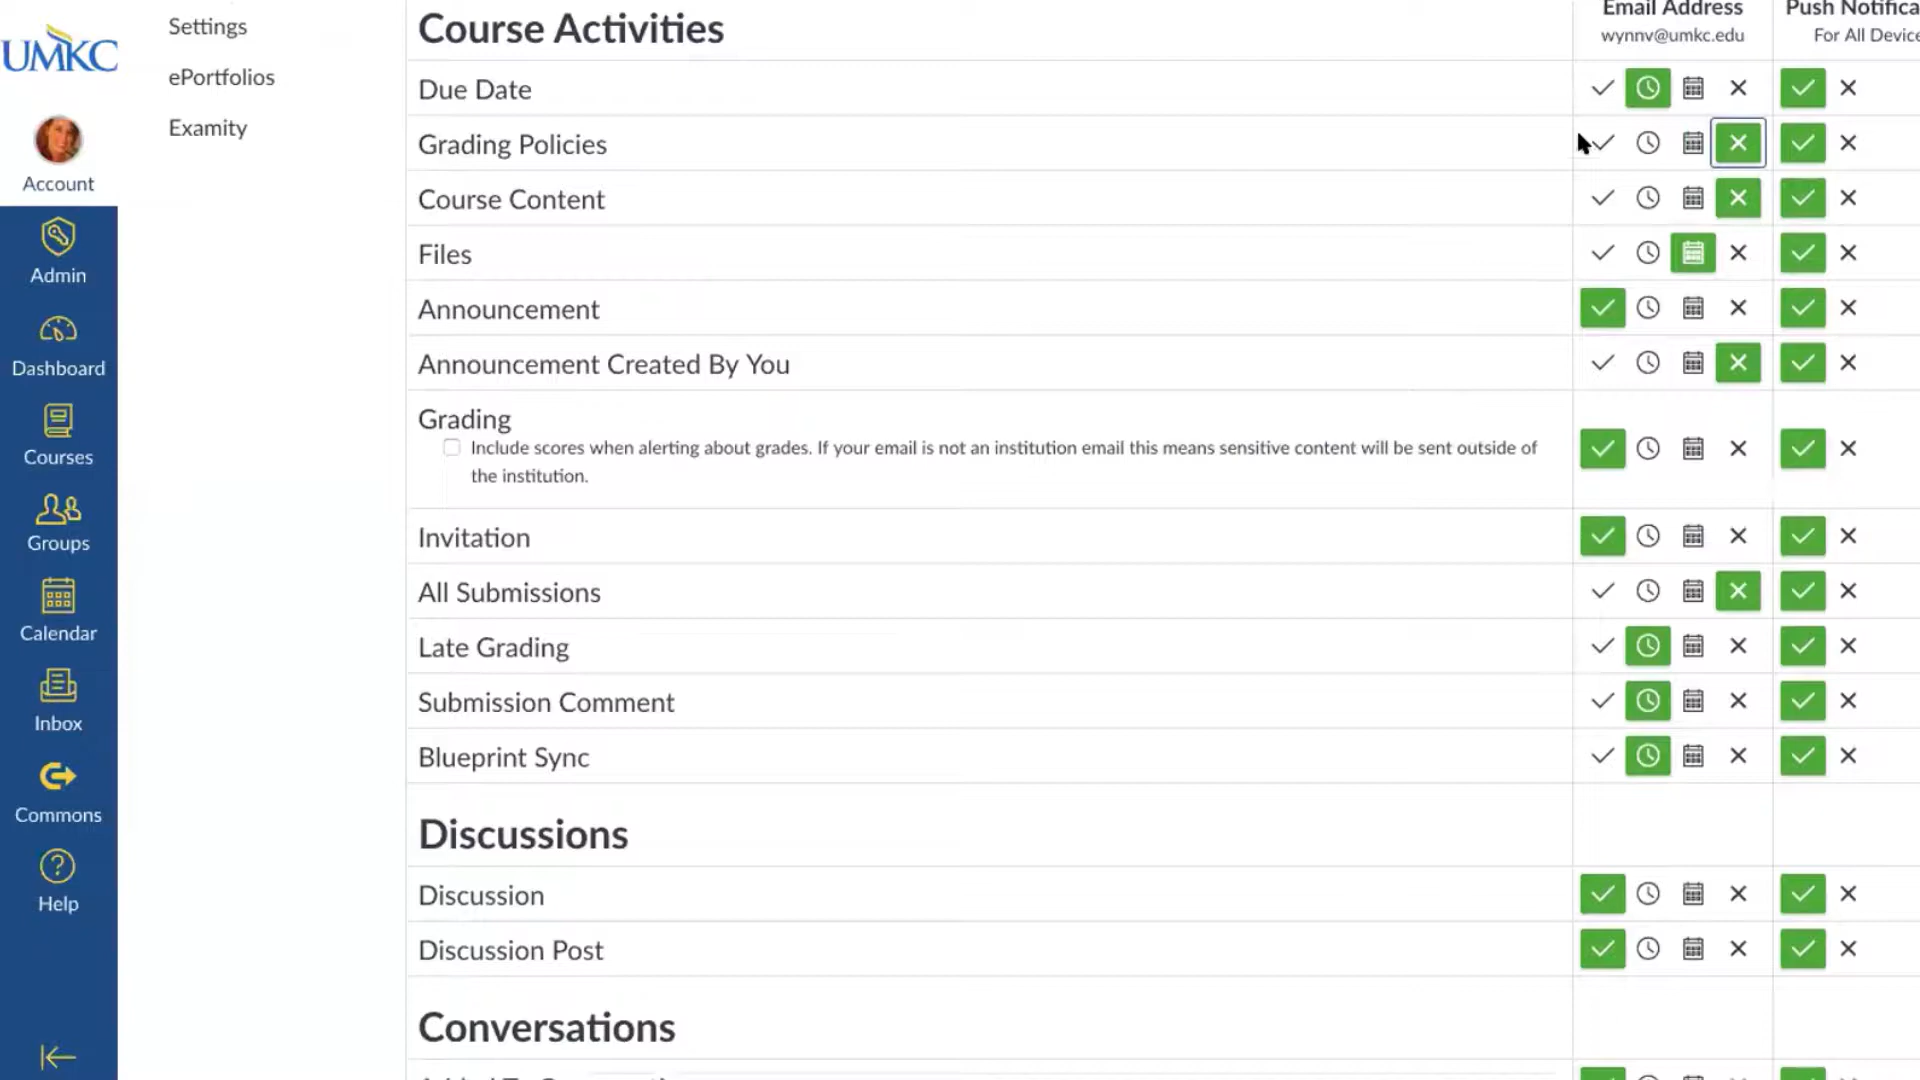 UMKC
Account
Admin
Dashboard
Courses
Groups
Calendar
Inbox
Commons
Help
Settings
ePortfolios
Examity
Course Activities
Email Address
wynnv@umkc.edu
Push Notifica
For All Device
Due Date
Grading Policies
Course Content
Files
Announcement
Announcement Created By You
Grading
Include scores when alerting about grades. If your email is not an institution email this means sensitive content will be sent outside of
the institution.
Invitation
All Submissions
Late Grading
Submission Comment
Blueprint Sync
Discussions
Discussion
Discussion Post
Conversations